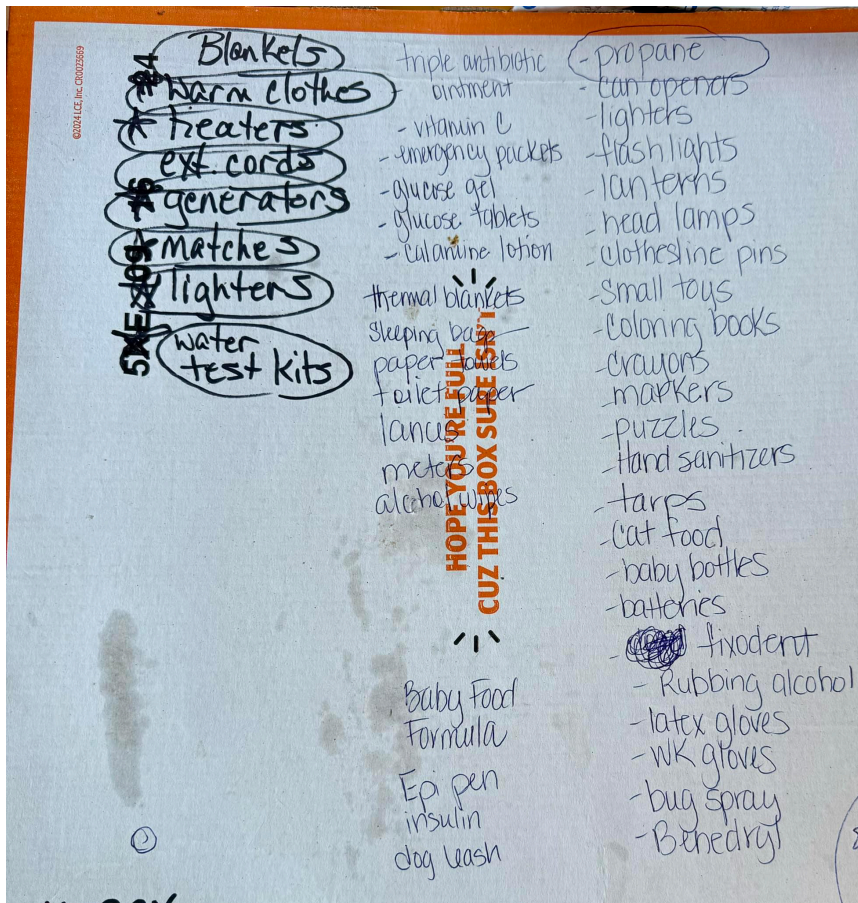 ©2024 LCE, Inc. CR0023669
Blankets
warm clothes
heaters
ext. cords
generators
matches
lighters
water
test kits
triple antibiotic
ointment
- vitamin C
- emergency packets
- glucose gel
- glucose tablets
- calamine lotion
thermal blankets
sleeping bags
paper towels
toilet paper
lances
meters
alcohol wipes
HOPE YOU'RE FULL
CUZ THIS BOX SURE ISN'T
Baby Food
Formula
Epi pen
insulin
dog leash
- propane
- can openers
- lighters
- flashlights
- lanterns
- head lamps
- clothesline pins
- small toys
- coloring books
- crayons
- markers
- puzzles
- Hand sanitizers
- tarps
- cat food
- baby bottles
- batteries
- fixodent
- Rubbing alcohol
- latex gloves
- WK gloves
- bug spray
- Benedryl